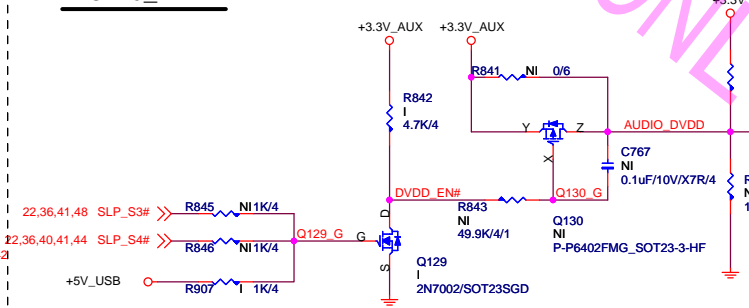 +3.3V
+3.3V_AUX
+3.3V_AUX
R841 NI 0/6
R842
I
4.7K/4
Y Z
AUDIO_DVDD
X
C767
NI
0.1uF/10V/X7R/4
DVDD_EN#
R843
NI
49.9K/4/1
Q130_G
Q130
NI
P-P6402FMG_SOT23-3-HF
22,36,41,48 SLP_S3#
R845 NI 1K/4
22,36,40,41,44 SLP_S4#
R846 NI 1K/4
Q129_G
G
D
S
Q129
I
2N7002/SOT23SGD
+5V_USB
R907 I 1K/4